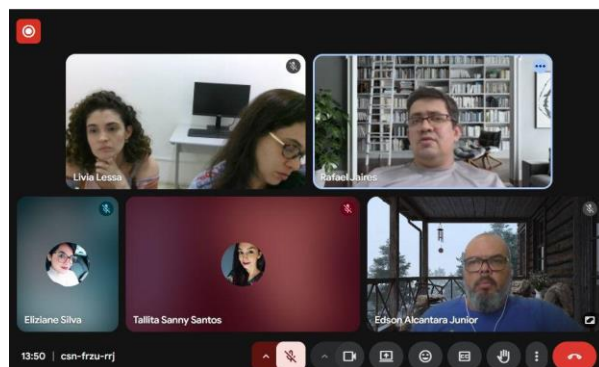 Livia Lessa
Rafael Jaires
Eliziane Silva
Tallita Sanny Santos
Edson Alcantara Junior
13:50 | csn-frzu-rrj